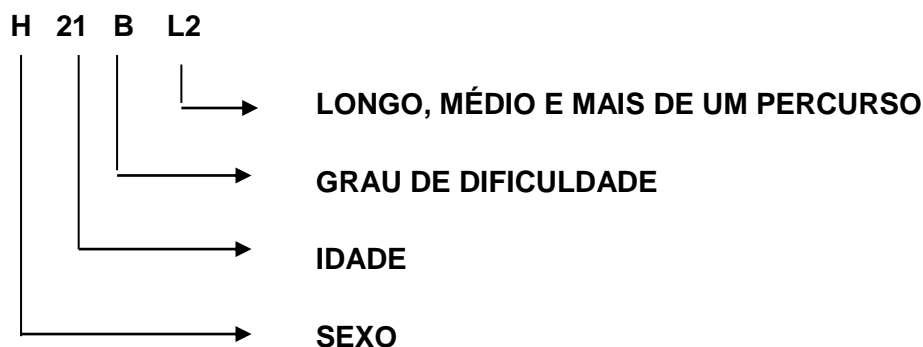 H 21 B L2
LONGO, MÉDIO E MAIS DE UM PERCURSO
GRAU DE DIFICULDADE
IDADE
SEXO